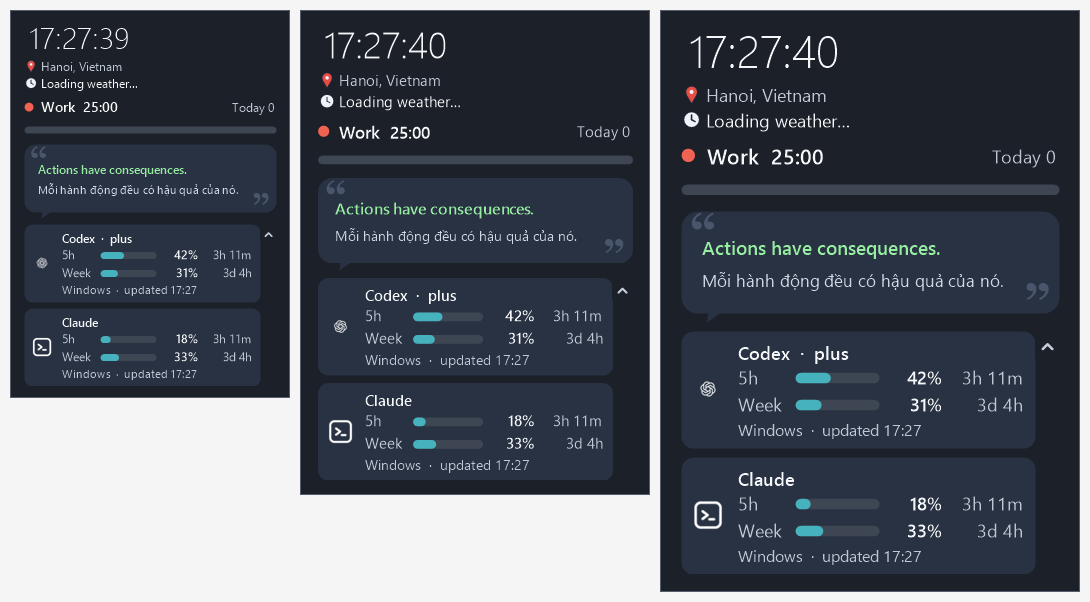 17:27:39
Hanoi, Vietnam
Loading weather...
Work 25:00 Today 0
“
Actions have consequences.
Mỗi hành động đều có hậu quả của nó.
”
Codex · plus
5h 42% 3h 11m
Week 31% 3d 4h
Windows · updated 17:27
Claude
5h 18% 3h 11m
Week 33% 3d 4h
Windows · updated 17:27
17:27:40
Hanoi, Vietnam
Loading weather...
Work 25:00 Today 0
“
Actions have consequences.
Mỗi hành động đều có hậu quả của nó.
”
Codex · plus
5h 42% 3h 11m
Week 31% 3d 4h
Windows · updated 17:27
Claude
5h 18% 3h 11m
Week 33% 3d 4h
Windows · updated 17:27
17:27:40
Hanoi, Vietnam
Loading weather...
Work 25:00 Today 0
“
Actions have consequences.
Mỗi hành động đều có hậu quả của nó.
”
Codex · plus
5h 42% 3h 11m
Week 31% 3d 4h
Windows · updated 17:27
Claude
5h 18% 3h 11m
Week 33% 3d 4h
Windows · updated 17:27